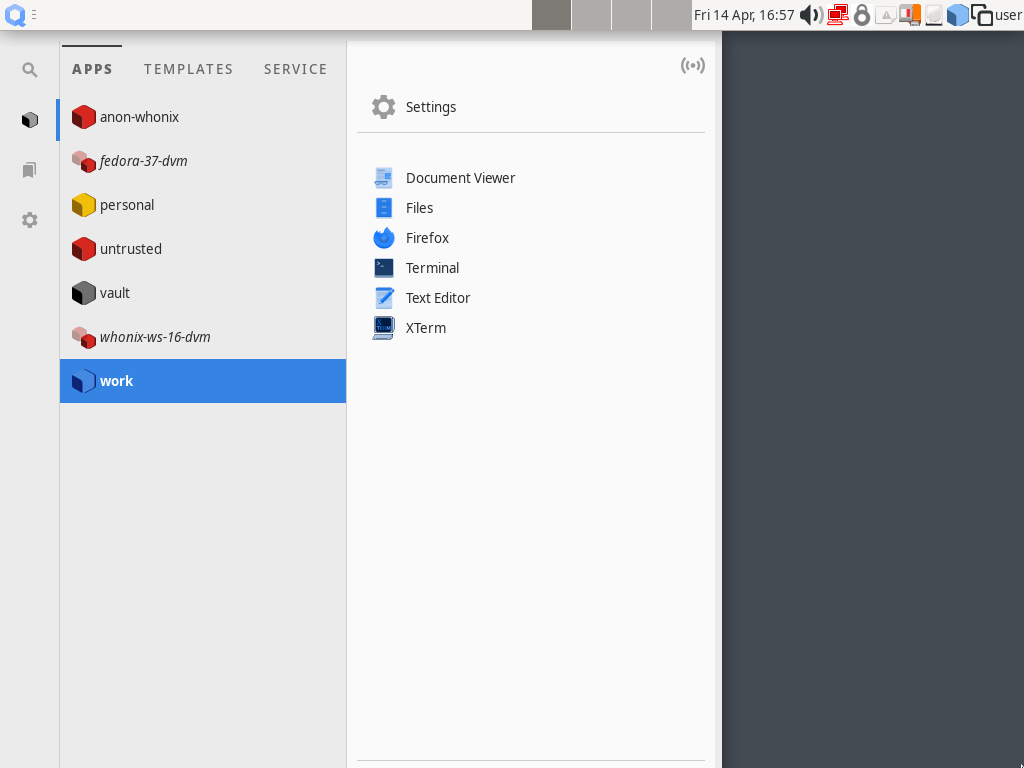 Fri 14 Apr, 16:57 user
APPS TEMPLATES SERVICE
anon-whonix
fedora-37-dvm
personal
untrusted
vault
whonix-ws-16-dvm
work
Settings
Document Viewer
Files
Firefox
Terminal
Text Editor
XTerm